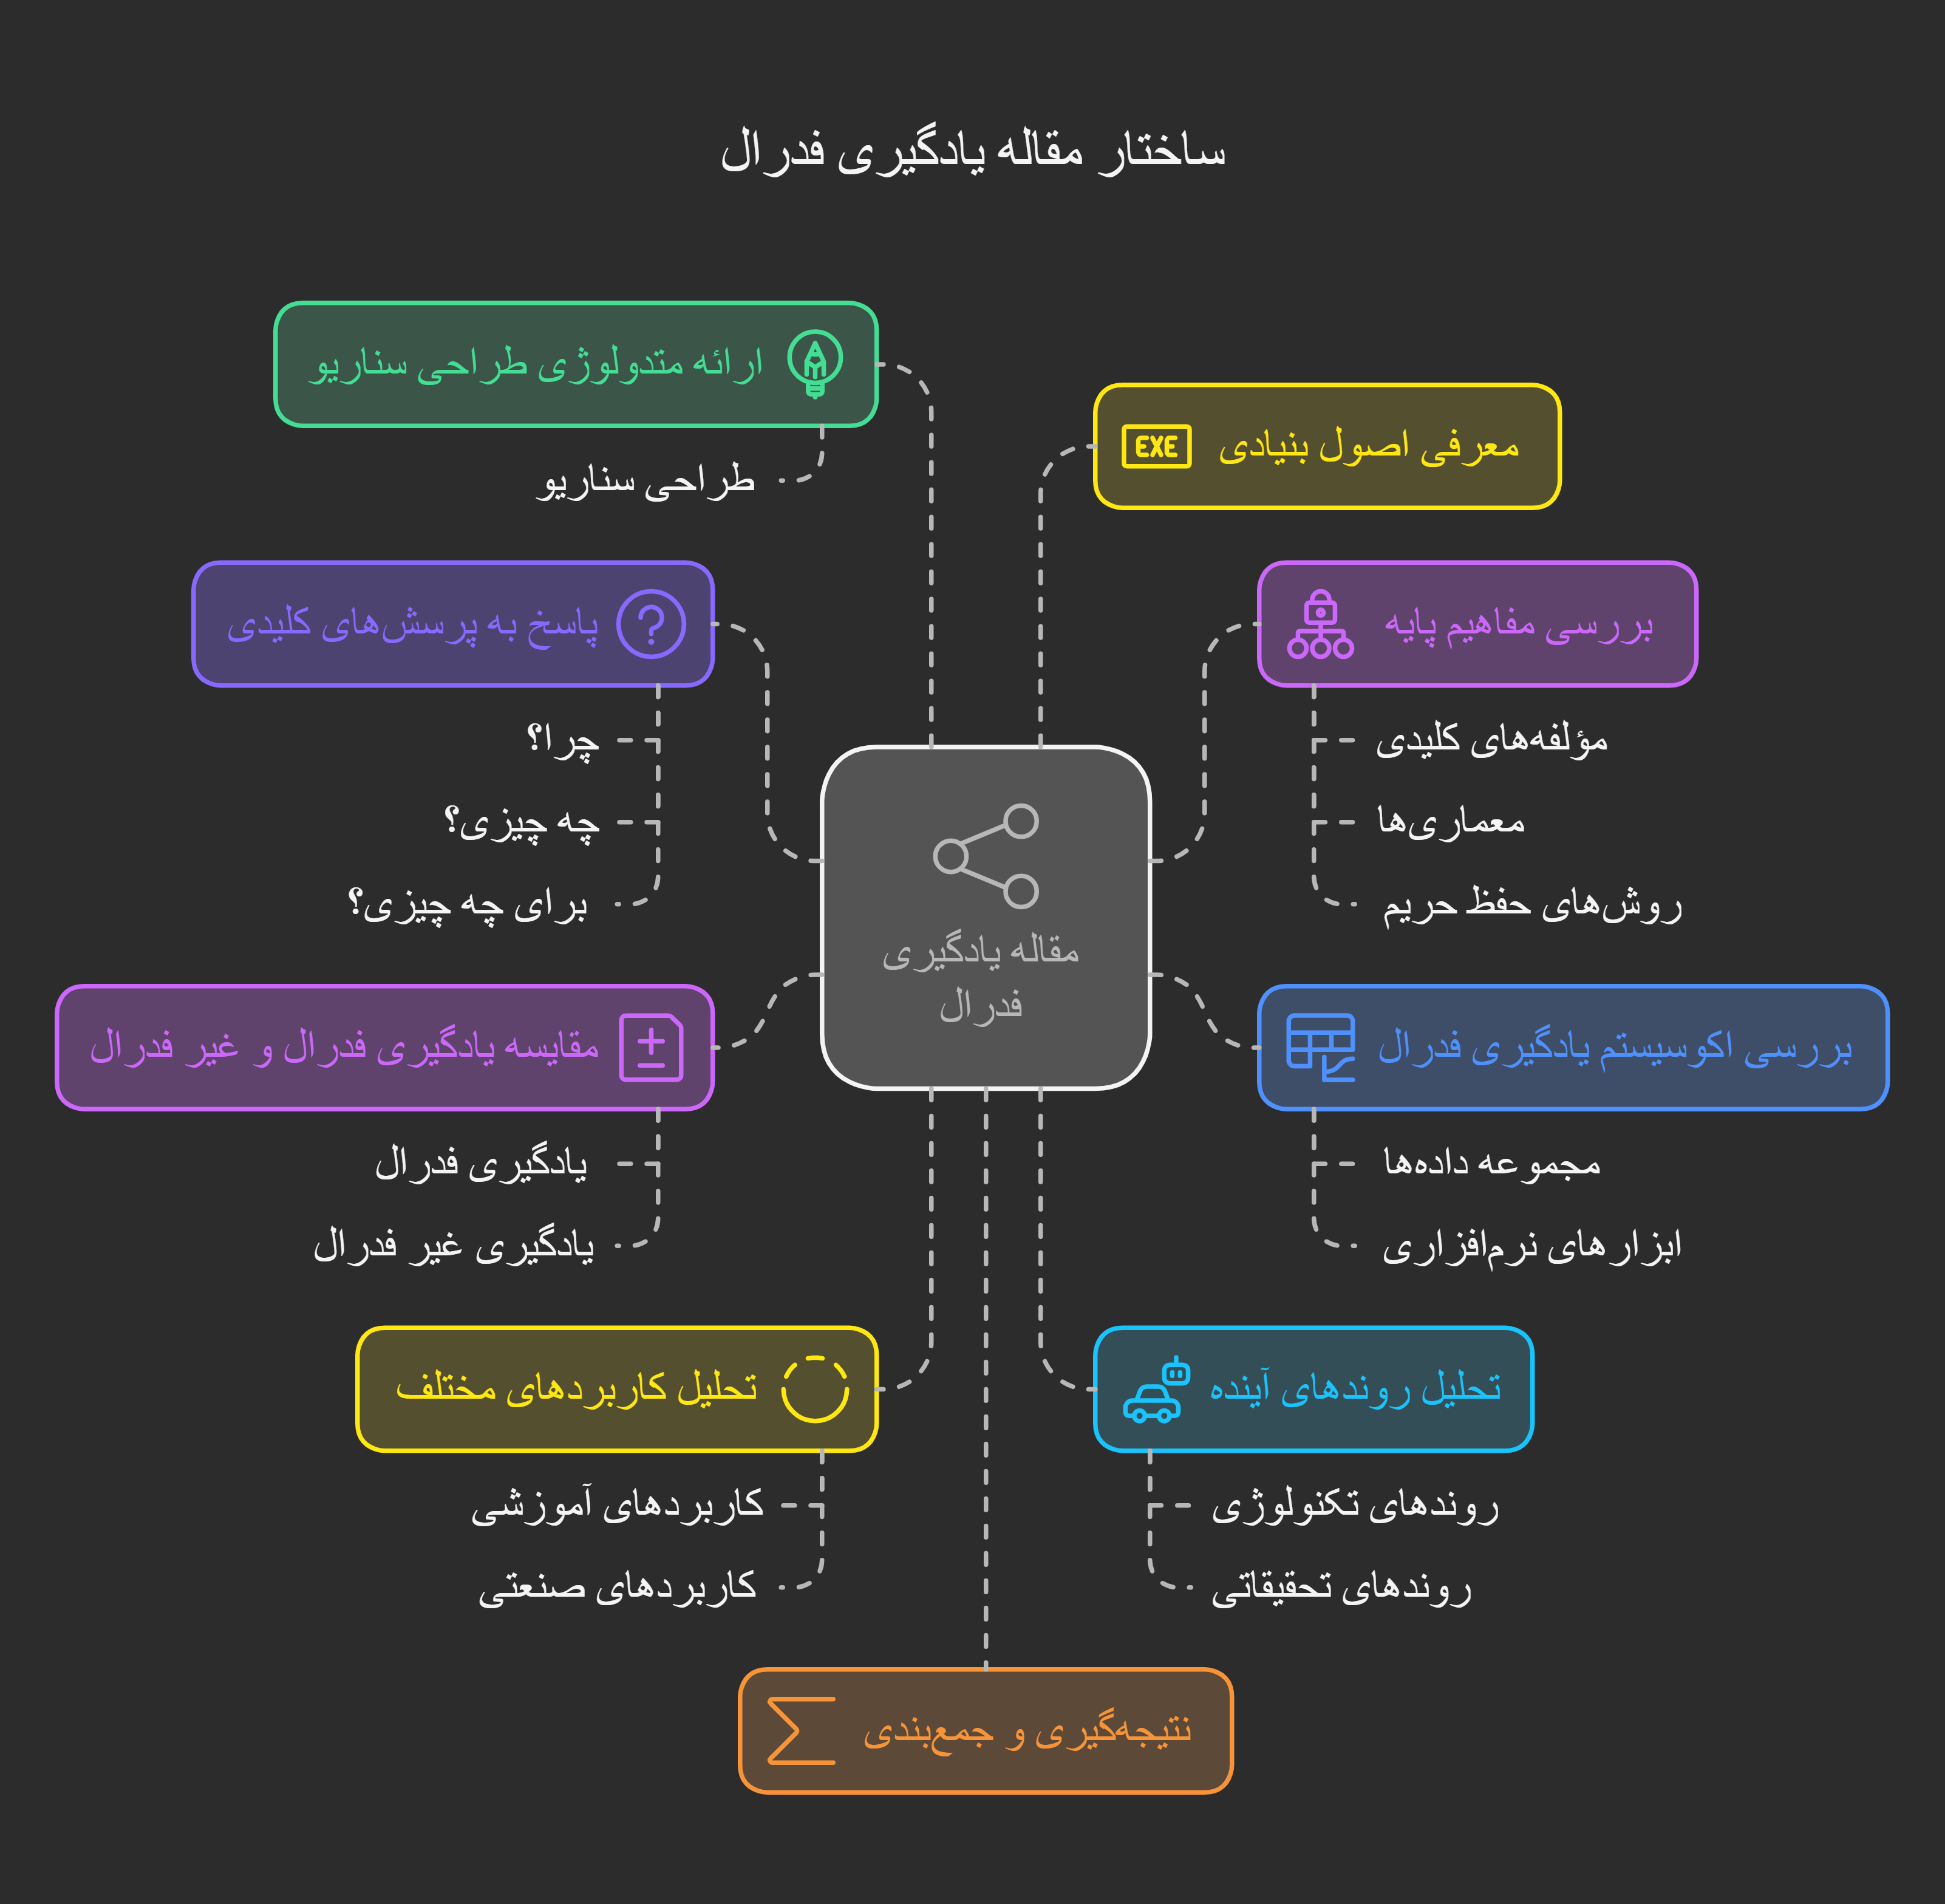 ساختار مقاله یادگیری فدرال
معرفی اصول بنیادی
EXE
بررسی مفاهیم پایه
مؤلفه‌های کلیدی
معماری‌ها
روش‌های حفظ حریم
بررسی اکوسیستم یادگیری فدرال
مجموعه داده‌ها
ابزارهای نرم‌افزاری
تحلیل روندهای آینده
روندهای تکنولوژی
روندهای تحقیقاتی
مقاله یادگیری
فدرال
ارائه متدولوژی طراحی سناریو
طراحی سناریو
پاسخ به پرسش‌های کلیدی
چرا؟
چه چیزی؟
برای چه چیزی؟
مقایسه یادگیری فدرال و غیر فدرال
یادگیری فدرال
یادگیری غیر فدرال
تحلیل کاربردهای مختلف
کاربردهای آموزشی
کاربردهای صنعتی
نتیجه‌گیری و جمع‌بندی